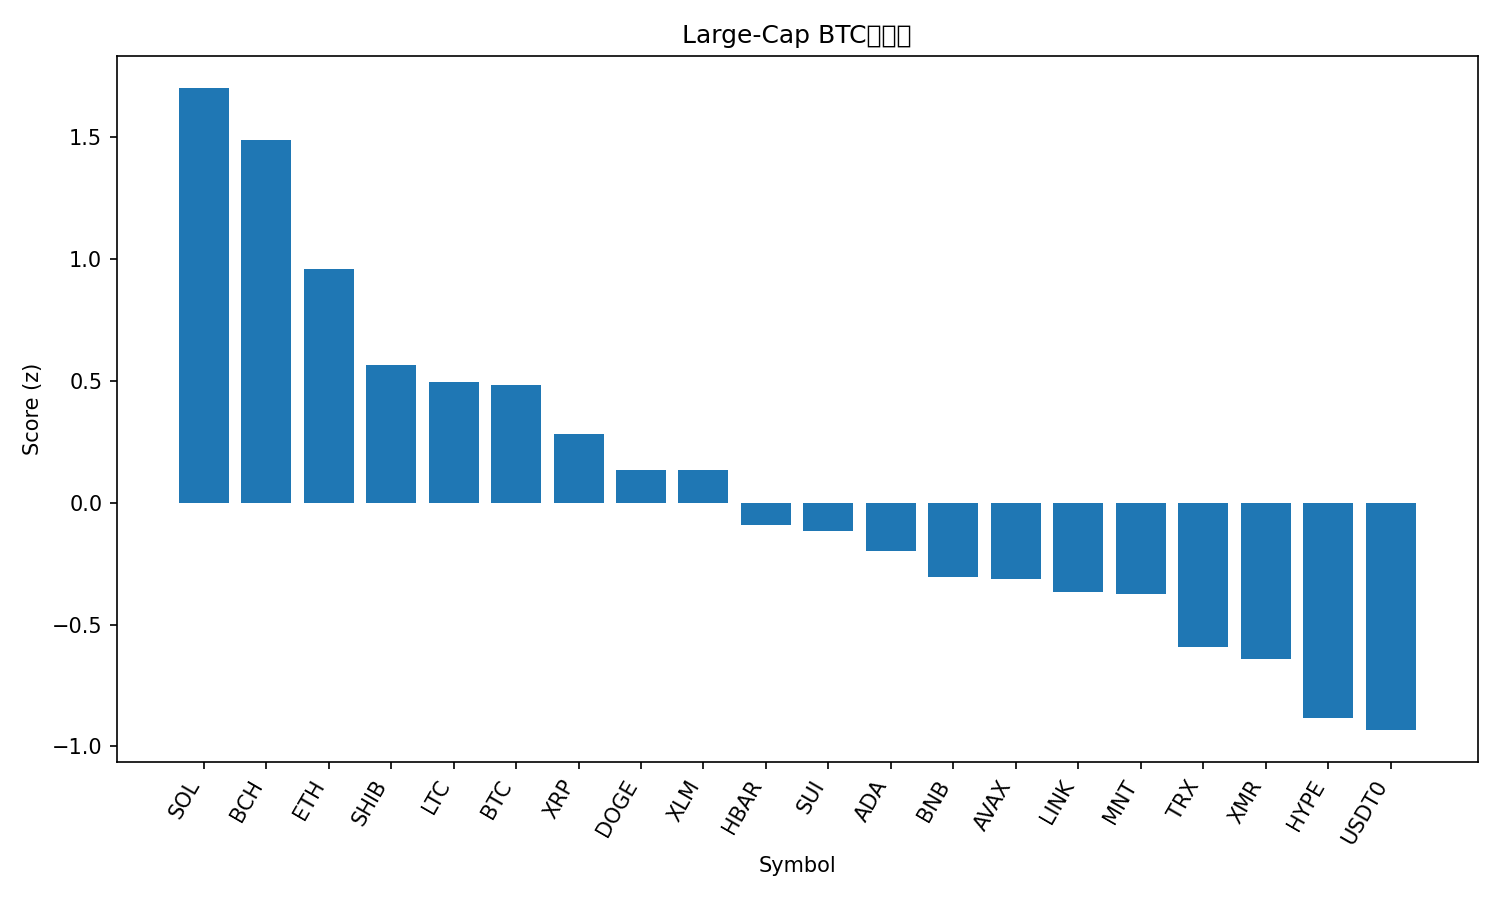 Large-Cap BTC
Score (z)
1.5
1.0
0.5
0.0
−0.5
−1.0
SOL
BCH
ETH
SHIB
LTC
BTC
XRP
DOGE
XLM
HBAR
SUI
ADA
BNB
AVAX
LINK
MNT
TRX
XMR
HYPE
USDT0
Symbol